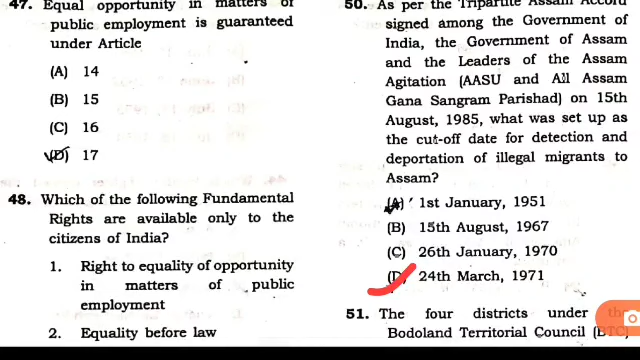 47. Equal opportunity in matters of
public employment is guaranteed
under Article
(A) 14
(B) 15
(C) 16
(D) 17
48. Which of the following Fundamental
Rights are available only to the
citizens of India?
1. Right to equality of opportunity
in matters of public
employment
2. Equality before law
50. As per the Tripartite Assam Accord
signed among the Government of
India, the Government of Assam
and the Leaders of the Assam
Agitation (AASU and All Assam
Gana Sangram Parishad) on 15th
August, 1985, what was set up as
the cut-off date for detection and
deportation of illegal migrants to
Assam?
(A) 1st January, 1951
(B) 15th August, 1967
(C) 26th January, 1970
(D) 24th March, 1971
51. The four districts under the
Bodoland Territorial Council (BTC)